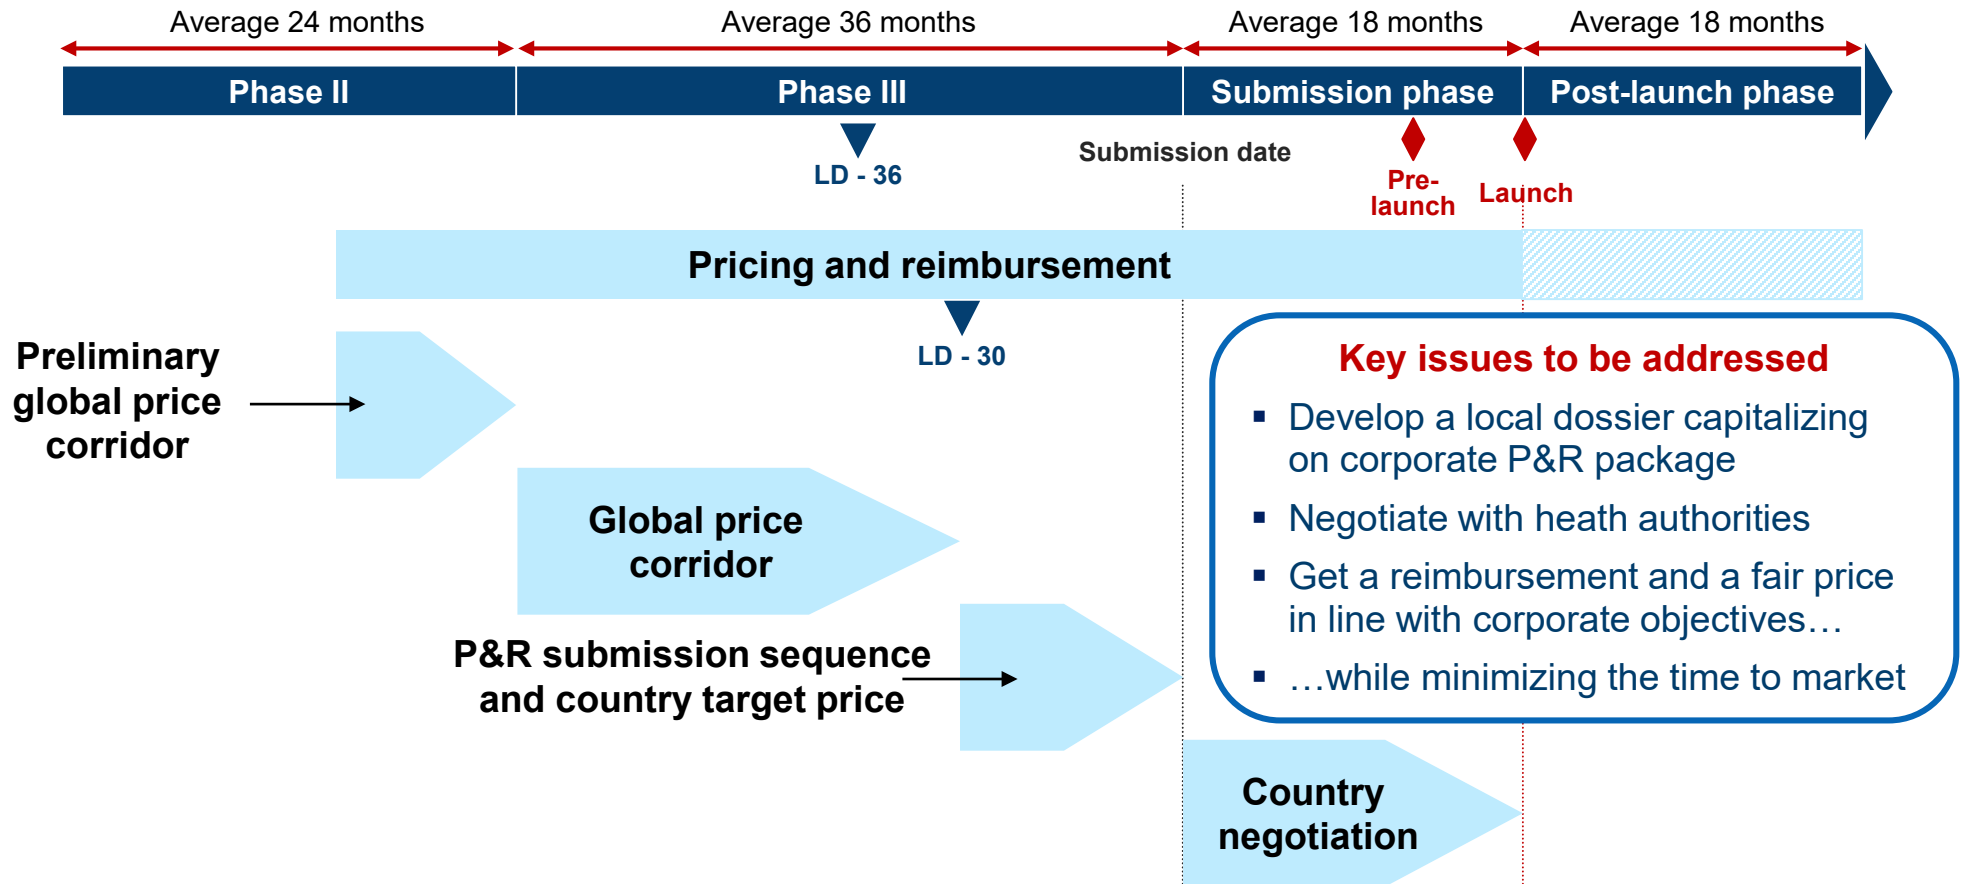 Average 24 months
Average 36 months
Average 18 months
Average 18 months
Phase II
Phase III
Submission phase
Post-launch phase
LD - 36
Submission date
Pre-
launch
Launch
Pricing and reimbursement
LD - 30
Preliminary
global price
corridor
Global price
corridor
P&R submission sequence
and country target price
Country
negotiation
Key issues to be addressed
▪ Develop a local dossier capitalizing
on corporate P&R package
▪ Negotiate with heath authorities
▪ Get a reimbursement and a fair price
in line with corporate objectives…
▪ …while minimizing the time to market